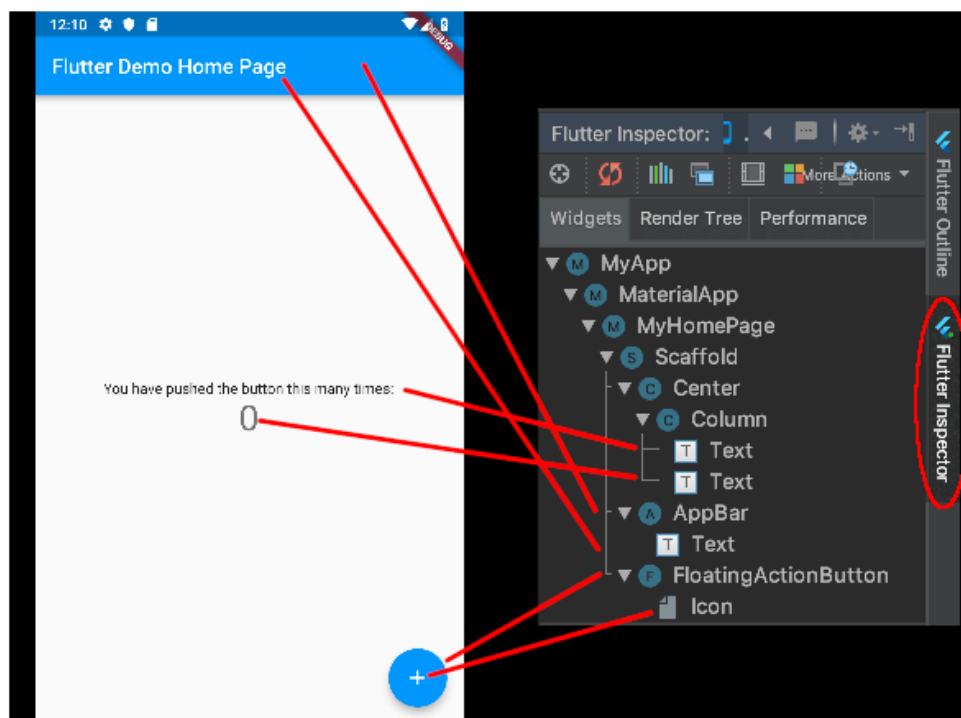 12:10
DEBUG
Flutter Demo Home Page
You have pushed the button this many times:
0
+
Flutter Inspector:
More Actions
Widgets Render Tree Performance
M MyApp
M MaterialApp
M MyHomePage
S Scaffold
C Center
C Column
T Text
T Text
A AppBar
T Text
F FloatingActionButton
Icon
Flutter Outline
Flutter Inspector